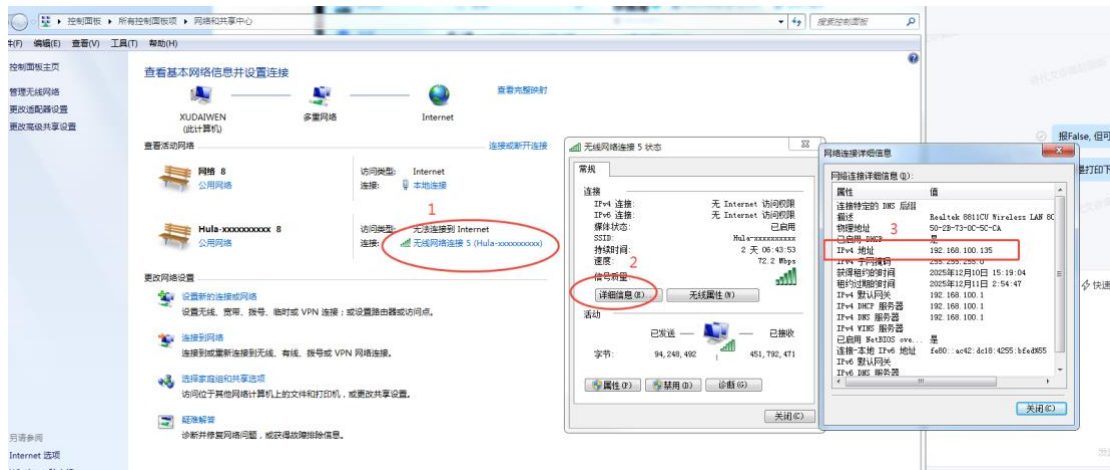 控制面板 ▸ 所有控制面板项 ▸ 网络和共享中心
搜索控制面板
编辑(E) 查看(V) 工具(T) 帮助(H)
控制面板主页
管理无线网络
更改适配器设置
更改高级共享设置
查看基本网络信息并设置连接
查看完整映射
XUDAIWEN
(此计算机)
多重网络
Internet
查看活动网络
连接或断开连接
网络 8
公用网络
访问类型: Internet
连接: 本地连接
1
Hula-xxxxxxxxxx 8
公用网络
访问类型: 无法连接到 Internet
连接: 无线网络连接 5 (Hula-xxxxxxxxxx)
更改网络设置
设置新的连接或网络
设置无线、宽带、拨号、临时或 VPN 连接；或设置路由器或访问点。
连接到网络
连接到或重新连接到无线、有线、拨号或 VPN 网络连接。
选择家庭组和共享选项
访问位于其他网络计算机上的文件和打印机，或更改共享设置。
疑难解答
诊断并修复网络问题，或获得故障排除信息。
另请参阅
Internet 选项
无线网络连接 5 状态
常规
连接
IPv4 连接: 无 Internet 访问权限
IPv6 连接: 无 Internet 访问权限
媒体状态: 已启用
SSID: Hula-xxxxxxxxxx
持续时间: 2 天 06:43:53
速度: 72.2 Mbps
2
信号质量:
详细信息(E)... 无线属性(W)
活动
已发送 — 已接收
字节: 94,248,492 451,792,471
属性(P) 禁用(D) 诊断(G)
关闭(C)
网络连接详细信息
网络连接详细信息(D):
属性 值
连接特定的 DNS 后缀
描述 Realtek 8811CU Wireless LAN 80
物理地址 50-2B-73-0C-5C-CA
3
已启用 DHCP 是
IPv4 地址 192.168.100.135
IPv4 子网掩码 255.255.255.0
获得租约的时间 2025年12月10日 15:19:04
租约过期的时间 2025年12月11日 2:54:47
IPv4 默认网关 192.168.100.1
IPv4 DHCP 服务器 192.168.100.1
IPv4 DNS 服务器 192.168.100.1
IPv4 WINS 服务器
已启用 NetBIOS ove... 是
连接-本地 IPv6 地址 fe80::ac42:dc18:4255:bfed%55
IPv6 默认网关
IPv6 DNS 服务器
关闭(C)
报False, 但可
是打印下
快速